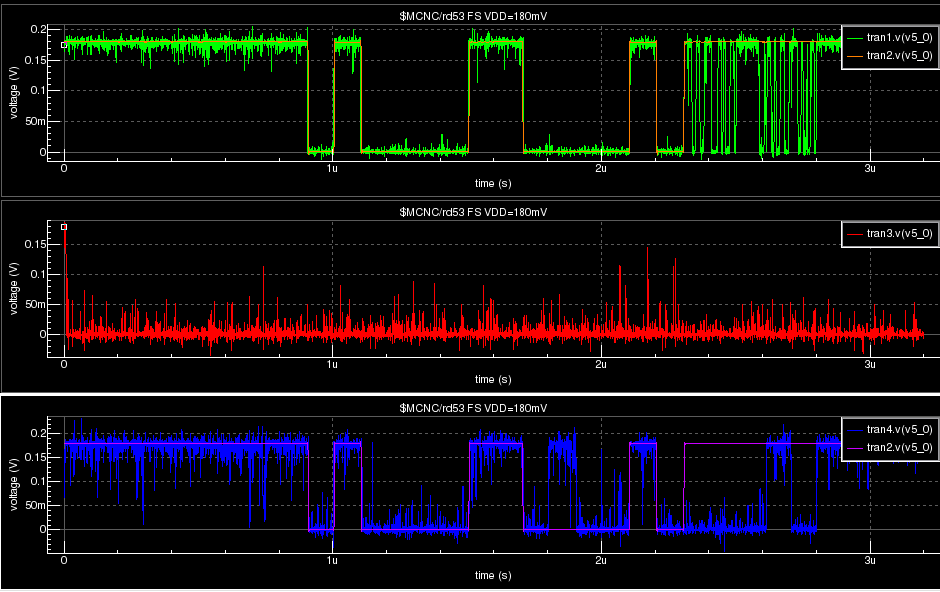 $MCNC/rd53 FS VDD=180mV
tran1.v(v5_0)
tran2.v(v5_0)
voltage (V)
0.2
0.15
0.1
50m
0
0 1u 2u 3u
time (s)
$MCNC/rd53 FS VDD=180mV
tran3.v(v5_0)
voltage (V)
0.15
0.1
50m
0
0 1u 2u 3u
time (s)
$MCNC/rd53 FS VDD=180mV
tran4.v(v5_0)
tran2.v(v5_0)
voltage (V)
0.2
0.15
0.1
50m
0
0 1u 2u 3u
time (s)